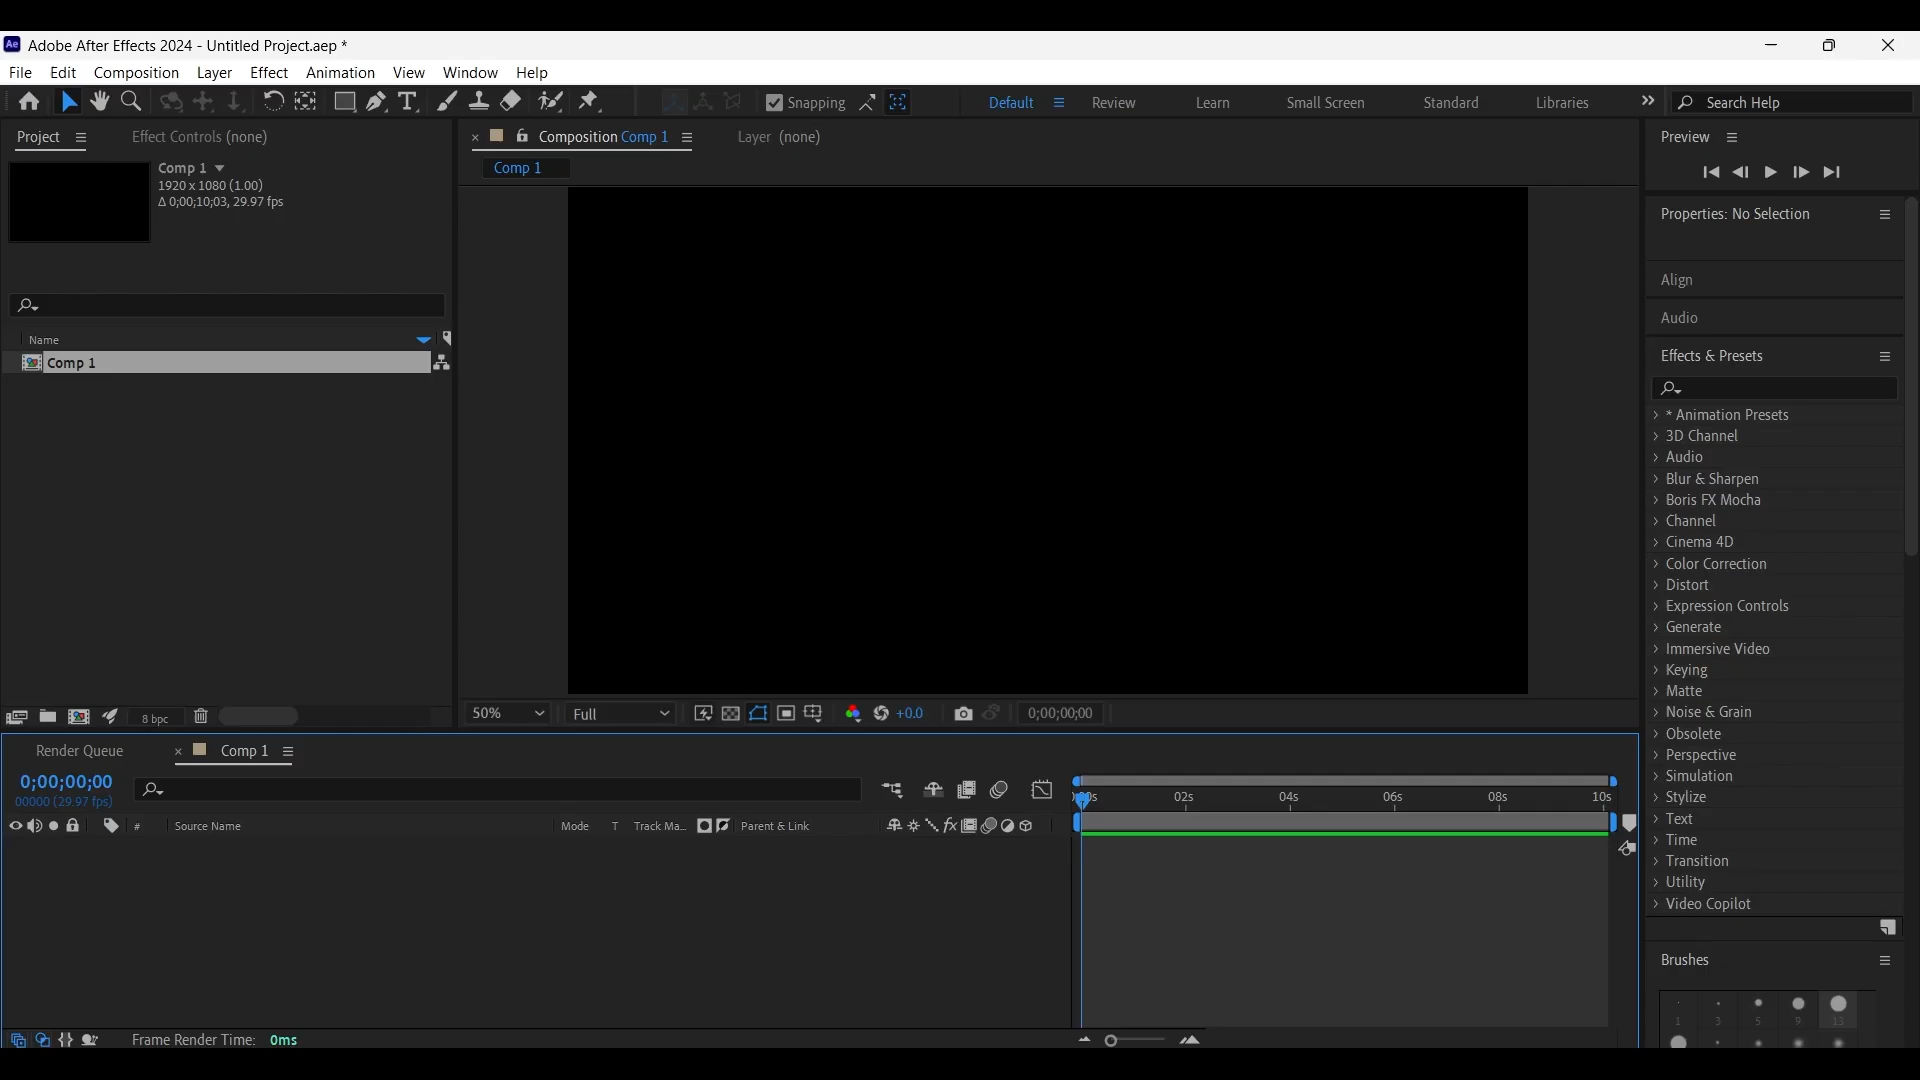 Ae Adobe After Effects 2024 - Untitled Project.aep *
File Edit Composition Layer Effect Animation View Window Help
Snapping Default Review Learn Small Screen Standard Libraries Search Help
Project Effect Controls (none)
Comp 1
1920 x 1080 (1.00)
Δ 0;00;10;03, 29.97 fps
Name
Comp 1
8 bpc
Composition Comp 1 Layer (none)
Comp 1
50% Full +0.0 0;00;00;00
Preview
Properties: No Selection
Align
Audio
Effects & Presets
* Animation Presets
3D Channel
Audio
Blur & Sharpen
Boris FX Mocha
Channel
Cinema 4D
Color Correction
Distort
Expression Controls
Generate
Immersive Video
Keying
Matte
Noise & Grain
Obsolete
Perspective
Simulation
Stylize
Text
Time
Transition
Utility
Video Copilot
Brushes
1 3 5 9 13
Render Queue Comp 1
0;00;00;00
00000 (29.97 fps)
02s 04s 06s 08s 10s
# Source Name Mode T Track Ma... Parent & Link fx
Frame Render Time: 0ms